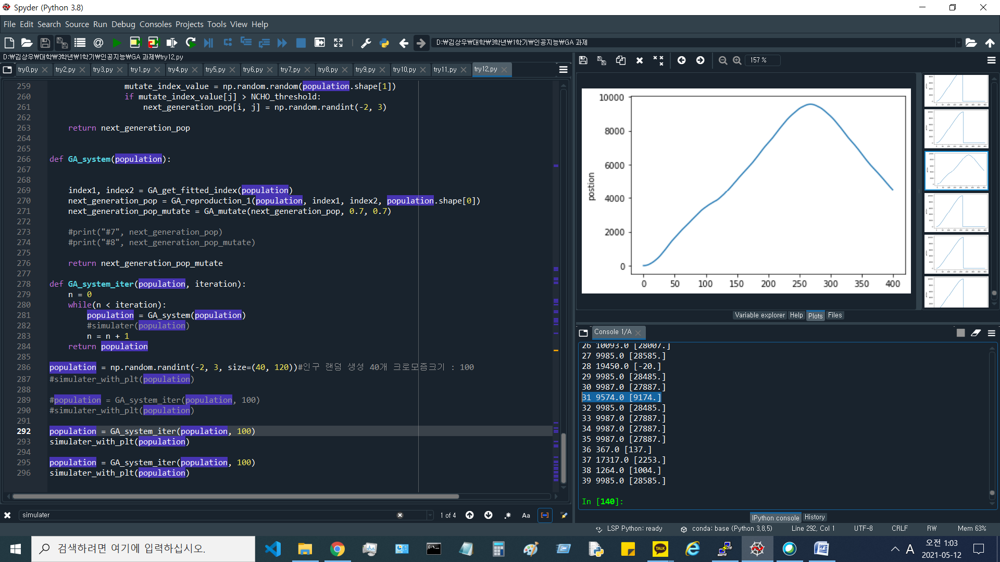 Spyder (Python 3.8)
File Edit Search Source Run Debug Consoles Projects Tools View Help
D:₩김상우₩대학₩3학년₩1학기₩인공지능₩GA 과제
D:₩김상우₩대학₩3학년₩1학기₩인공지능₩GA 과제₩try12.py
try0.py try2.py try3.py try1.py try4.py try5.py try6.py try7.py try8.py try9.py try10.py try11.py try12.py
259 mutate_index_value = np.random.random(population.shape[1])
260 if mutate_index_value[j] > NCHO_threshold:
261 next_generation_pop[i, j] = np.random.randint(-2, 3)
262
263 return next_generation_pop
264
265
266 def GA_system(population):
267
268
269 index1, index2 = GA_get_fitted_index(population)
270 next_generation_pop = GA_reproduction_1(population, index1, index2, population.shape[0])
271 next_generation_pop_mutate = GA_mutate(next_generation_pop, 0.7, 0.7)
272
273 #print("#7", next_generation_pop)
274 #print("#8", next_generation_pop_mutate)
275
276 return next_generation_pop_mutate
277
278 def GA_system_iter(population, iteration):
279 n = 0
280 while(n < iteration):
281 population = GA_system(population)
282 #simulater(population)
283 n = n + 1
284 return population
285
286 population = np.random.randint(-2, 3, size=(40, 120))#인구 랜덤 생성 40개 크로모즘크기 : 100
287 #simulater_with_plt(population)
288
289 #population = GA_system_iter(population, 100)
290 #simulater_with_plt(population)
291
292 population = GA_system_iter(population, 100)
293 simulater_with_plt(population)
294
295 population = GA_system_iter(population, 100)
296 simulater_with_plt(population)
simulater
1 of 4
.*
Aa
157 %
10000
8000
6000
4000
2000
0
postion
0 50 100 150 200 250 300 350 400
Variable explorer Help Plots Files
Console 1/A
26 10093.0 [28007.]
27 9985.0 [28585.]
28 19450.0 [-20.]
29 9985.0 [28485.]
30 9987.0 [27887.]
31 9574.0 [9174.]
32 9985.0 [28485.]
33 9987.0 [27887.]
34 9987.0 [27887.]
35 9987.0 [27887.]
36 367.0 [137.]
37 17317.0 [2253.]
38 1264.0 [1004.]
39 9985.0 [28585.]
In [140]:
IPython console History
LSP Python: ready conda: base (Python 3.8.5) Line 292, Col 1 UTF-8 CRLF RW Mem 63%
검색하려면 여기에 입력하십시오.
TALK
A
오전 1:03
2021-05-12